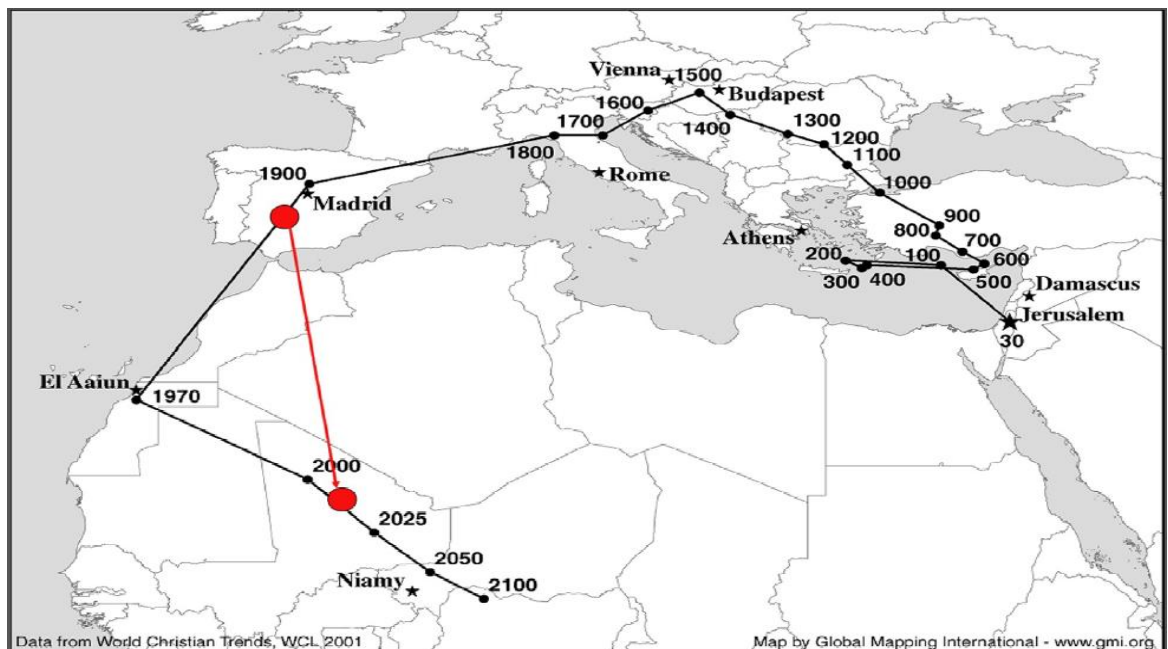 Vienna
1500
Budapest
1600
1700
1400
1300
1200
1800
1100
1900
Rome
1000
Madrid
900
800
Athens
700
200
100
600
300
400
500
Damascus
Jerusalem
30
El Aaiun
1970
2000
2025
2050
Niamy
2100
Data from World Christian Trends, WCL 2001
Map by Global Mapping International - www.gmi.org